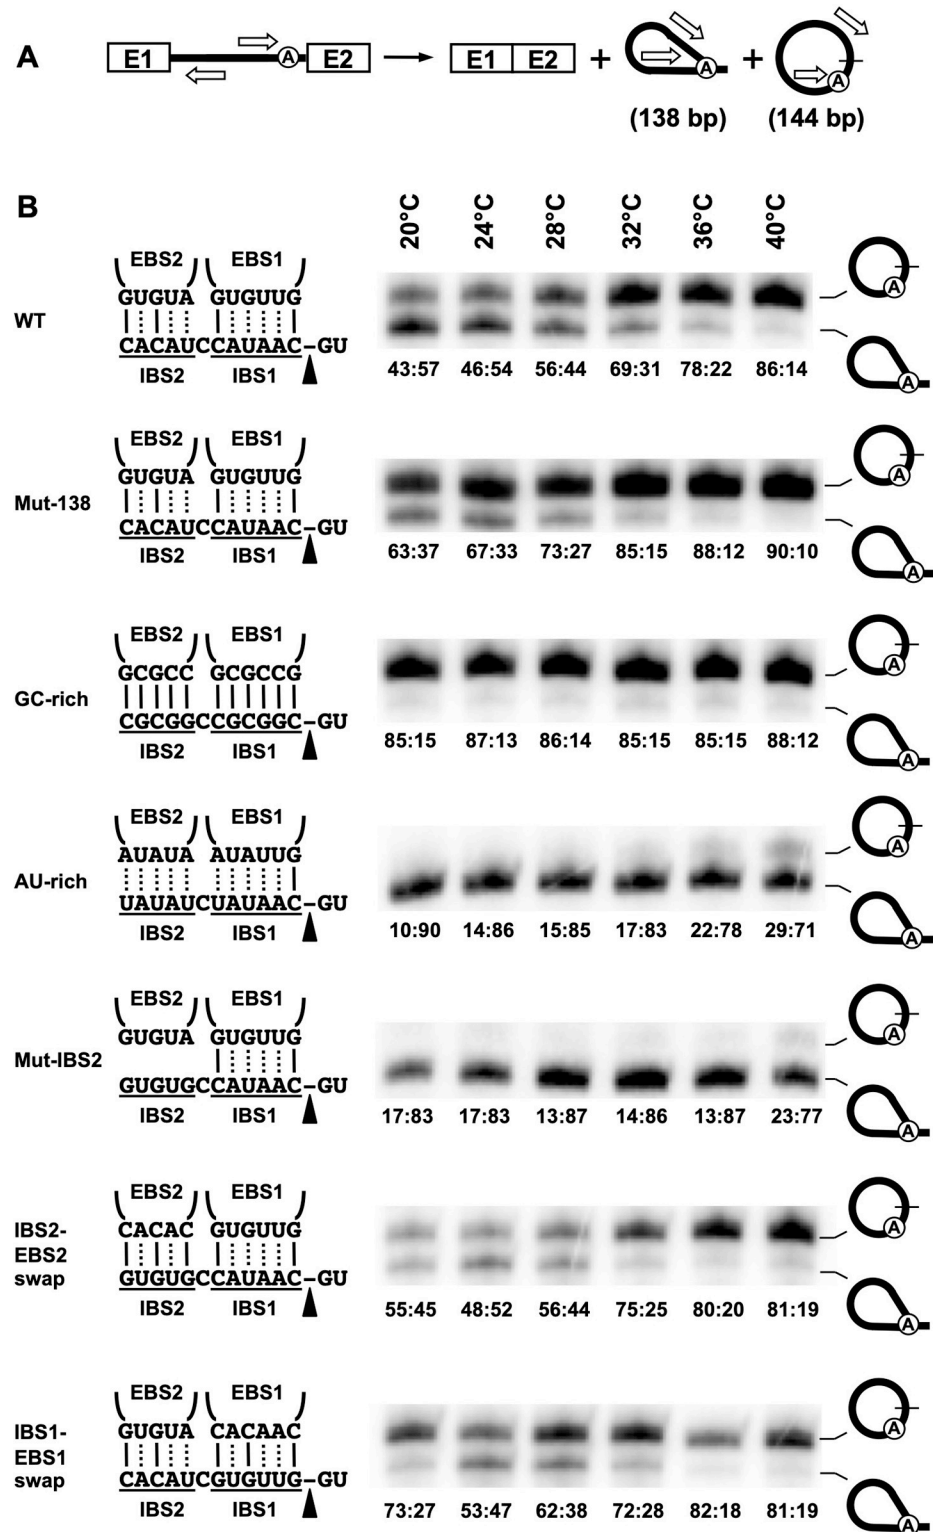 A
E1 A E2 E1 E2 + A + A
(138 bp) (144 bp)
B
20°C 24°C 28°C 32°C 36°C 40°C
WT
EBS2 EBS1
GUGUA GUGUUG
CACAUCCAUAAC–GU
IBS2 IBS1
43:57 46:54 56:44 69:31 78:22 86:14
A
A
Mut-138
EBS2 EBS1
GUGUA GUGUUG
CACAUCCAUAAC–GU
IBS2 IBS1
63:37 67:33 73:27 85:15 88:12 90:10
A
A
GC-rich
EBS2 EBS1
GCGCC GCGCCG
CGCGGCCGCGGC–GU
IBS2 IBS1
85:15 87:13 86:14 85:15 85:15 88:12
A
A
AU-rich
EBS2 EBS1
AUAUA AUAUUG
UAUAUCUAUAAC–GU
IBS2 IBS1
10:90 14:86 15:85 17:83 22:78 29:71
A
A
Mut-IBS2
EBS2 EBS1
GUGUA GUGUUG
GUGUGCCAUAAC–GU
IBS2 IBS1
17:83 17:83 13:87 14:86 13:87 23:77
A
A
IBS2-
EBS2
swap
EBS2 EBS1
CACAC GUGUUG
GUGUGCCAUAAC–GU
IBS2 IBS1
55:45 48:52 56:44 75:25 80:20 81:19
A
A
IBS1-
EBS1
swap
EBS2 EBS1
GUGUA CACAAC
CACAUCGUGUUG–GU
IBS2 IBS1
73:27 53:47 62:38 72:28 82:18 81:19
A
A